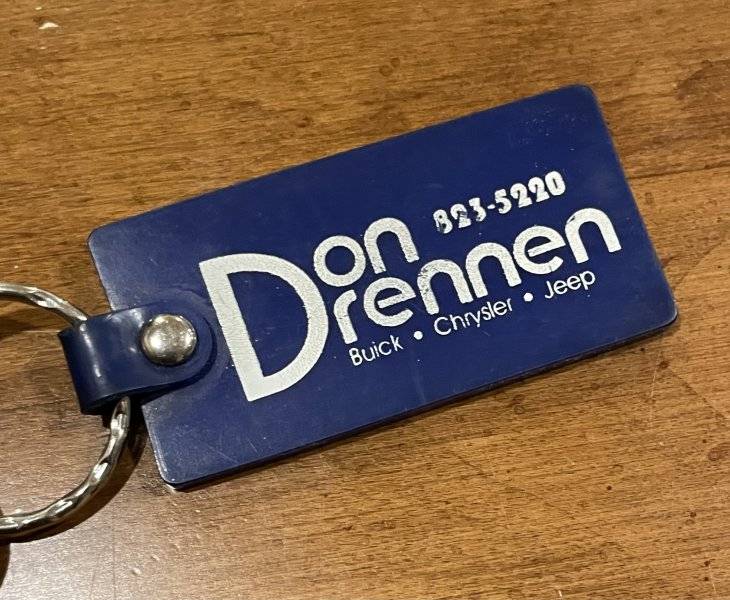 823-5220
Don
Drennen
Buick • Chrysler • Jeep